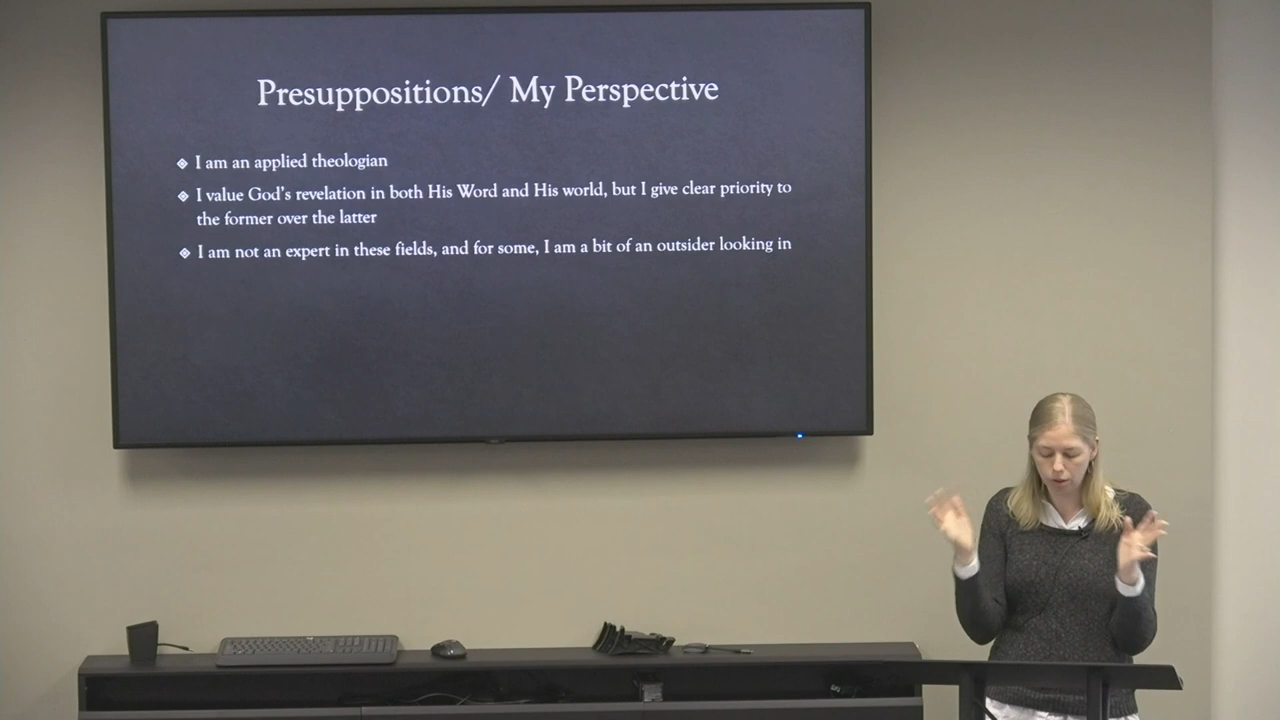 Presuppositions/ My Perspective
I am an applied theologian
I value God's revelation in both His Word and His world, but I give clear priority to
the former over the latter
I am not an expert in these fields, and for some, I am a bit of an outsider looking in